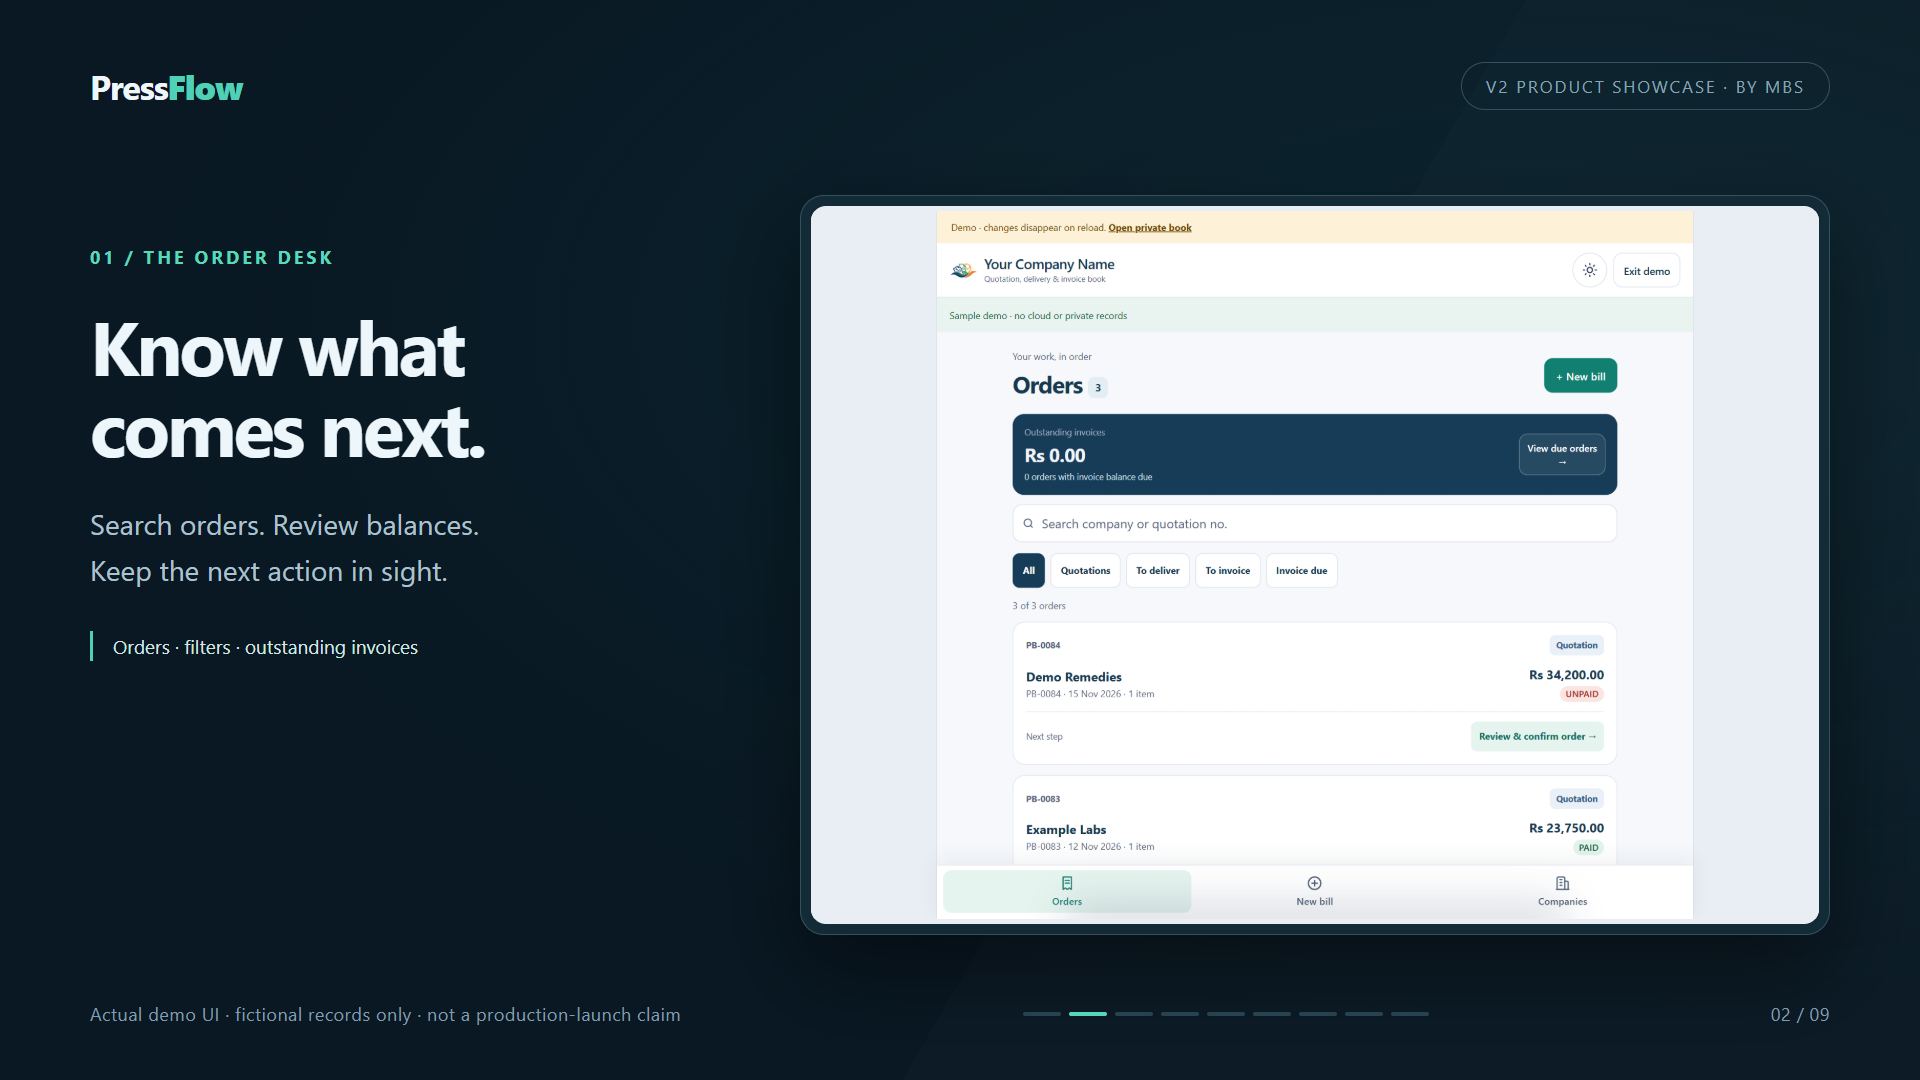 PressFlow
V2 PRODUCT SHOWCASE · BY MBS
01 / THE ORDER DESK
Know what
comes next.
Search orders. Review balances.
Keep the next action in sight.
Orders · filters · outstanding invoices
Demo · changes disappear on reload. Open private book
Your Company Name
Quotation, delivery & invoice book
Exit demo
Sample demo · no cloud or private records
Your work, in order
Orders 3
+ New bill
Outstanding invoices
Rs 0.00
0 orders with invoice balance due
View due orders
→
Search company or quotation no.
All
Quotations
To deliver
To invoice
Invoice due
3 of 3 orders
PB-0084
Quotation
Demo Remedies
Rs 34,200.00
PB-0084 · 15 Nov 2026 · 1 item
UNPAID
Next step
Review & confirm order →
PB-0083
Quotation
Example Labs
Rs 23,750.00
PB-0083 · 12 Nov 2026 · 1 item
PAID
Orders
New bill
Companies
Actual demo UI · fictional records only · not a production-launch claim
02 / 09